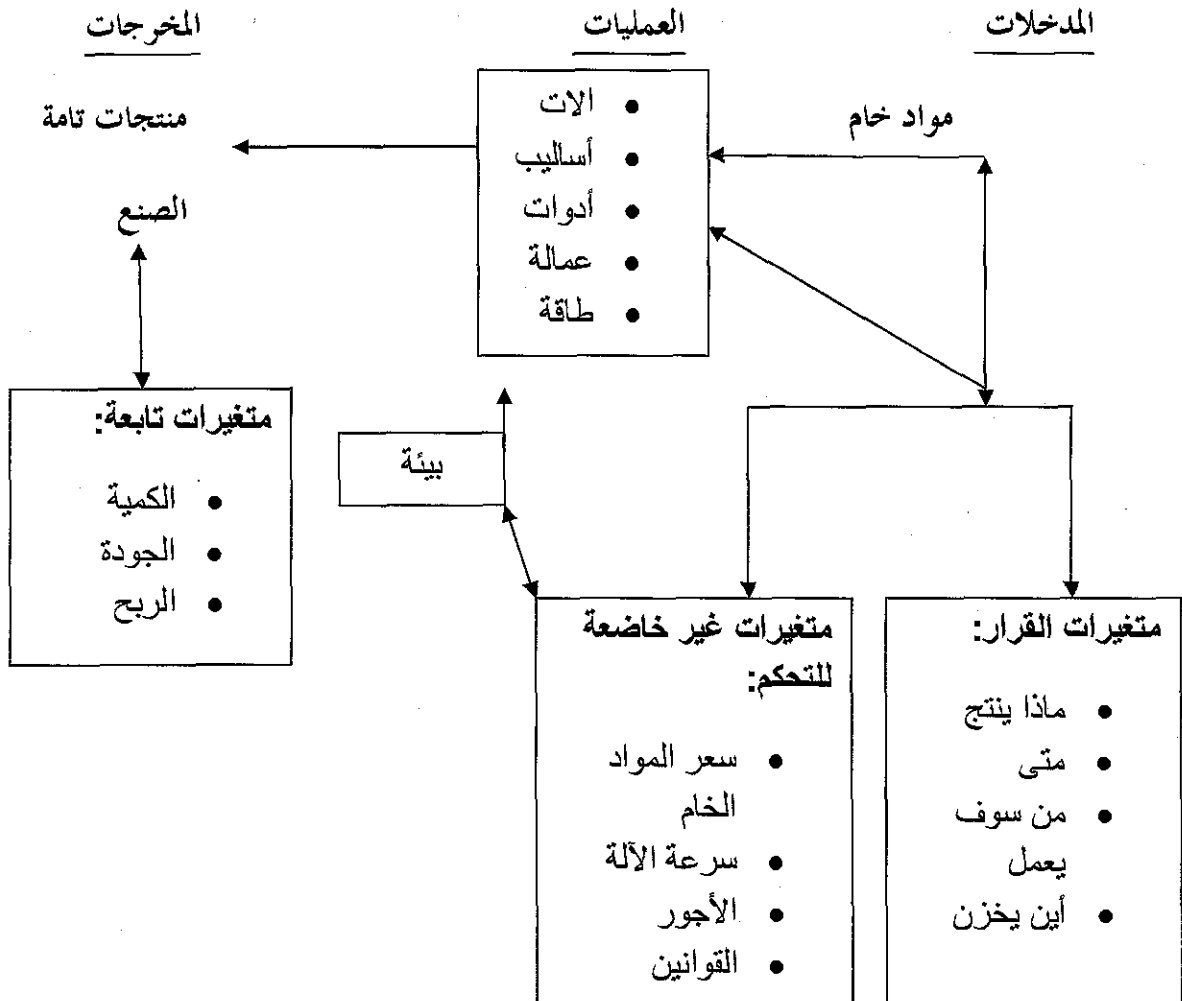 المدخلات
العمليات
المخرجات
مواد خام
• الات
• أساليب
• أدوات
• عمالة
• طاقة
منتجات تامة
الصنع
متغيرات تابعة:
• الكمية
• الجودة
• الربح
بيئة
متغيرات القرار:
• ماذا ينتج
• متى
• من سوف
يعمل
• أين يخزن
متغيرات غير خاضعة
للتحكم:
• سعر المواد
الخام
• سرعة الآلة
• الأجور
• القوانين